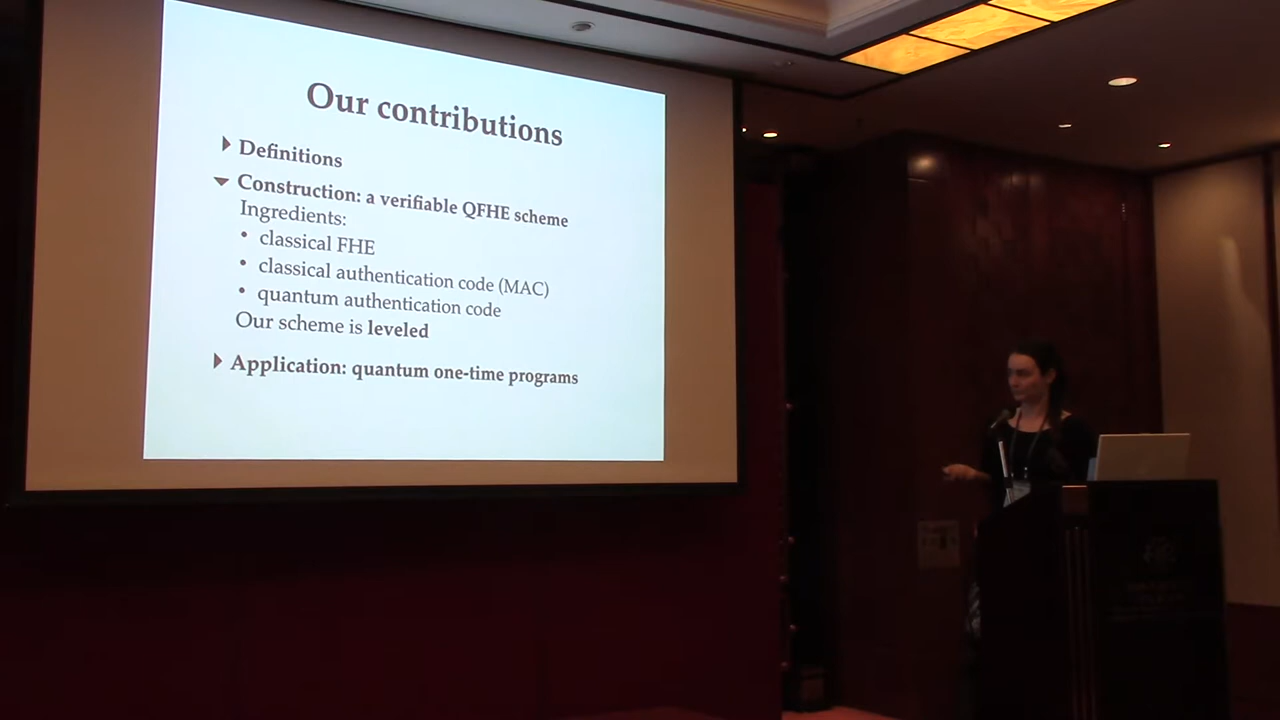 Our contributions
Definitions
Construction: a verifiable QFHE scheme
Ingredients:
• classical FHE
• classical authentication code (MAC)
• quantum authentication code
Our scheme is leveled
Application: quantum one-time programs